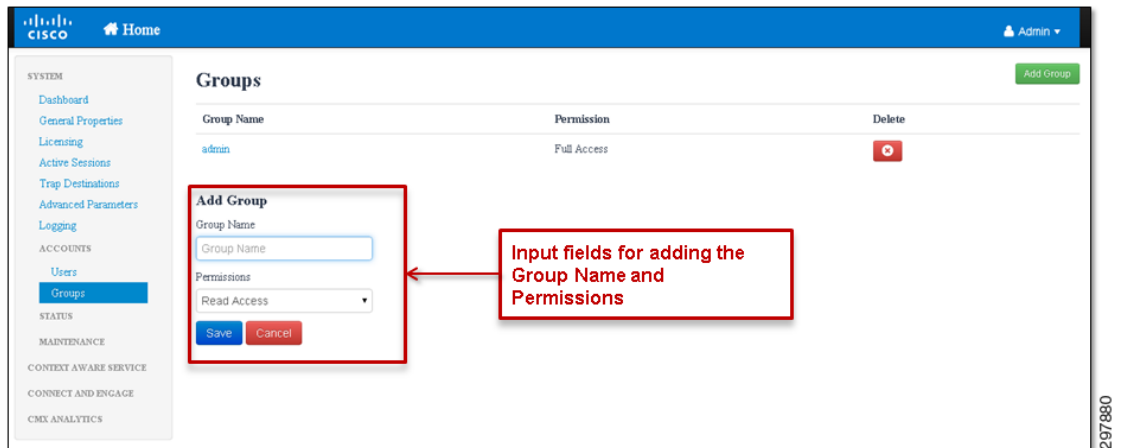 CISCO
Home
Admin
SYSTEM
Dashboard
General Properties
Licensing
Active Sessions
Trap Destinations
Advanced Parameters
Logging
ACCOUNTS
Users
Groups
STATUS
MAINTENANCE
CONTEXT AWARE SERVICE
CONNECT AND ENGAGE
CMX ANALYTICS
Groups
Add Group
Group Name Permission Delete
admin Full Access
Add Group
Group Name
Group Name
Permissions
Read Access
Save Cancel
Input fields for adding the
Group Name and
Permissions
297880